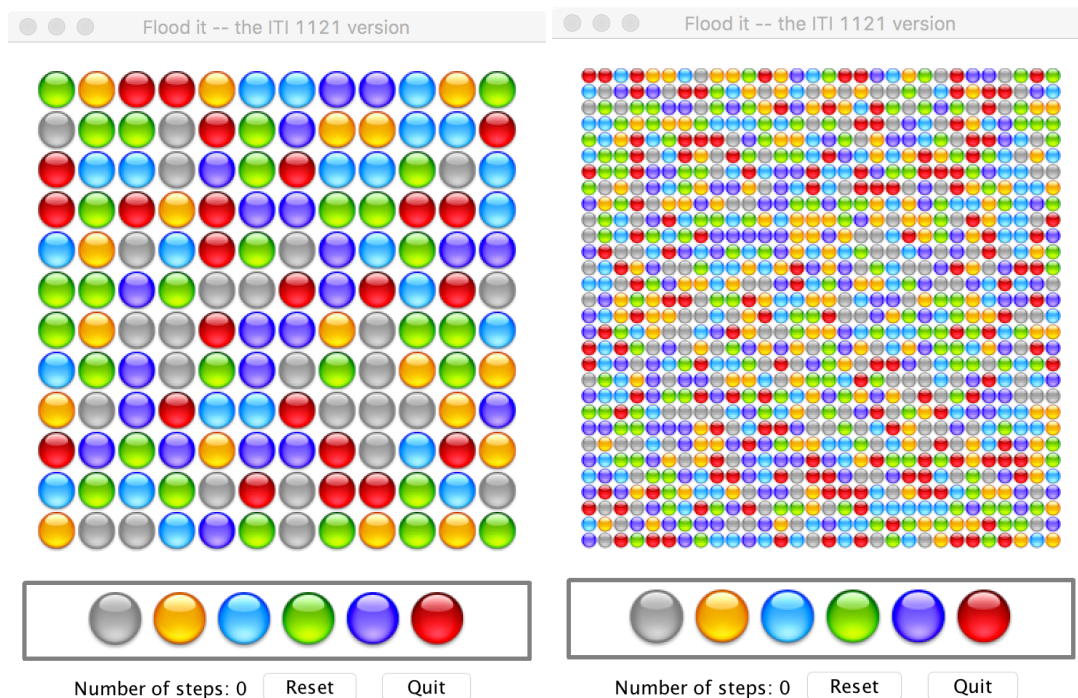 Flood it -- the ITI 1121 version
Number of steps: 0 Reset Quit
Flood it -- the ITI 1121 version
Number of steps: 0 Reset Quit